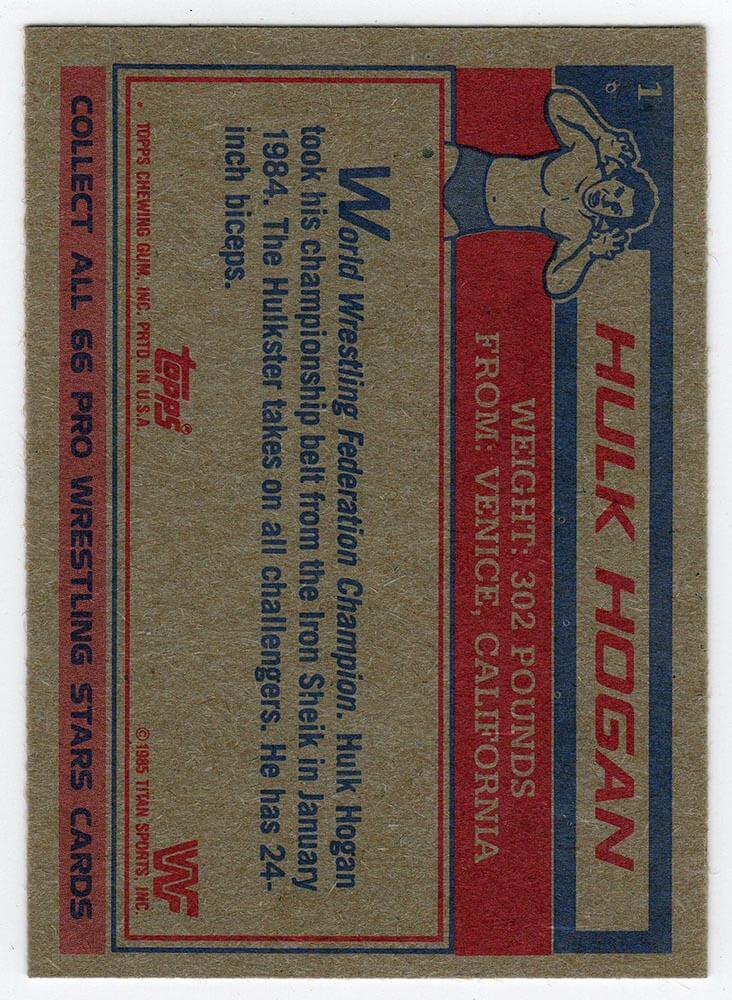 1
HULK HOGAN
WEIGHT: 302 POUNDS
FROM: VENICE, CALIFORNIA
World Wrestling Federation Champion. Hulk Hogan
took his championship belt from the Iron Sheik in January
1984. The Hulkster takes on all challengers. He has 24-
inch biceps.
topps®
W
* TOPPS CHEWING GUM, INC. PRTD. IN U.S.A.
©1985 TITAN SPORTS, INC.
COLLECT ALL 66 PRO WRESTLING STARS CARDS